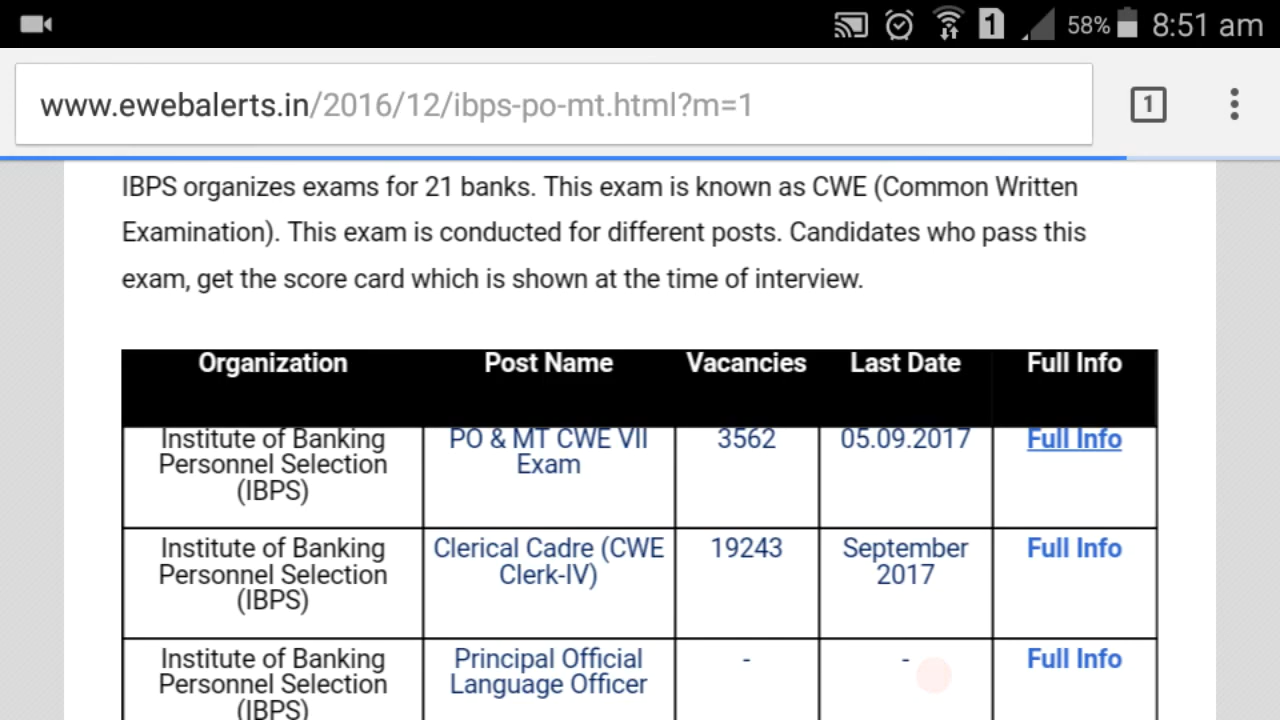 1 58% 8:51 am
www.ewebalerts.in/2016/12/ibps-po-mt.html?m=1 1
IBPS organizes exams for 21 banks. This exam is known as CWE (Common Written
Examination). This exam is conducted for different posts. Candidates who pass this
exam, get the score card which is shown at the time of interview.
Organization Post Name Vacancies Last Date Full Info
Institute of Banking PO & MT CWE VII 3562 05.09.2017 Full Info
Personnel Selection Exam
(IBPS)
Institute of Banking Clerical Cadre (CWE 19243 September Full Info
Personnel Selection Clerk-IV) 2017
(IBPS)
Institute of Banking Principal Official - - Full Info
Personnel Selection Language Officer
(IBPS)